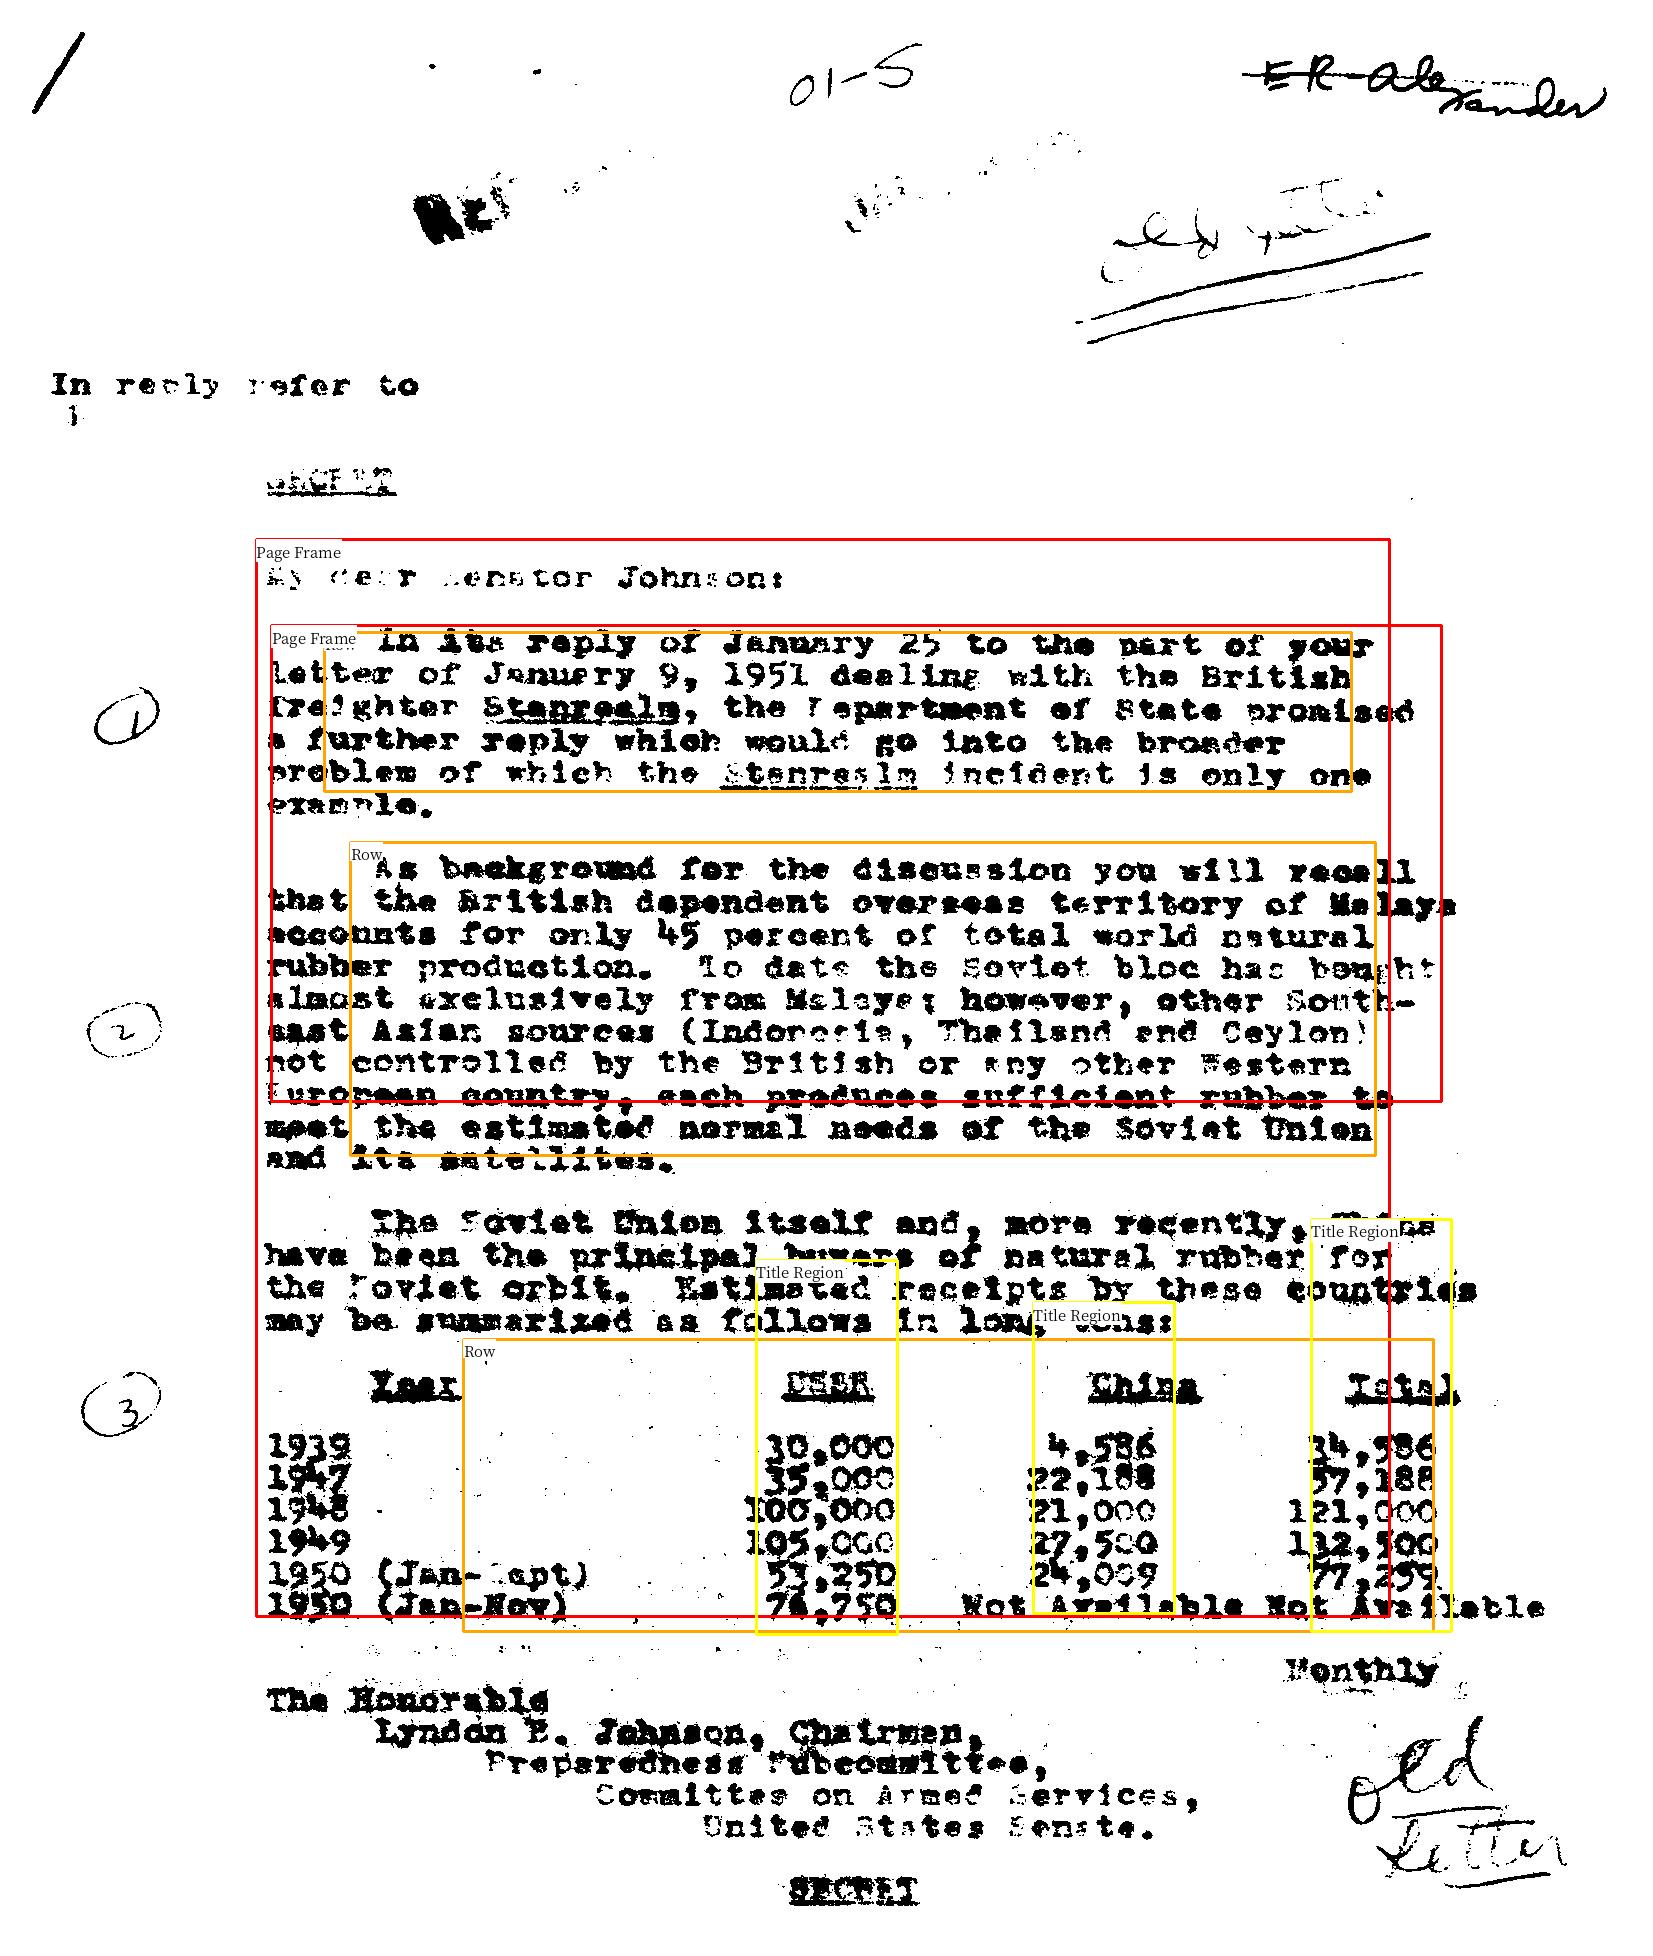 01-5
ER-Alexander
old letter
In reply refer to
SECRET
Page Frame
My dear Senator Johnson:
Page Frame
In its reply of January 25 to the part of your
letter of January 9, 1951 dealing with the British
freighter Stanrealm, the Department of State promised
a further reply which would go into the broader
problem of which the Stanrealm incident is only one
example.
Row
As background for the discussion you will recall
that the British dependent overseas territory of Malaya
accounts for only 45 percent of total world natural
rubber production. To date the Soviet bloc has bought
almost exclusively from Malaya; however, other South-
east Asian sources (Indonesia, Thailand and Ceylon)
not controlled by the British or any other Western
European country, each produces sufficient rubber to
meet the estimated normal needs of the Soviet Union
and its satellites.
The Soviet Union itself and, more recently, China
Title Region
have been the principal buyers of natural rubber for
Title Region
the Soviet orbit. Estimated receipts by these countries
Title Region
may be summarized as follows in long tons:
Row
Year USSR China Total
1939 30,000 4,586 34,586
1947 35,000 22,188 57,188
1948 100,000 21,000 121,000
1949 105,000 27,500 132,500
1950 (Jan-Sept) 53,250 24,009 77,259
1950 (Jan-Nov) 76,750 Not Available Not Available
Monthly
The Honorable
Lyndon B. Johnson, Chairman,
Preparedness Subcommittee,
Committee on Armed Services,
United States Senate.
old
letter
SECRET
1
2
3